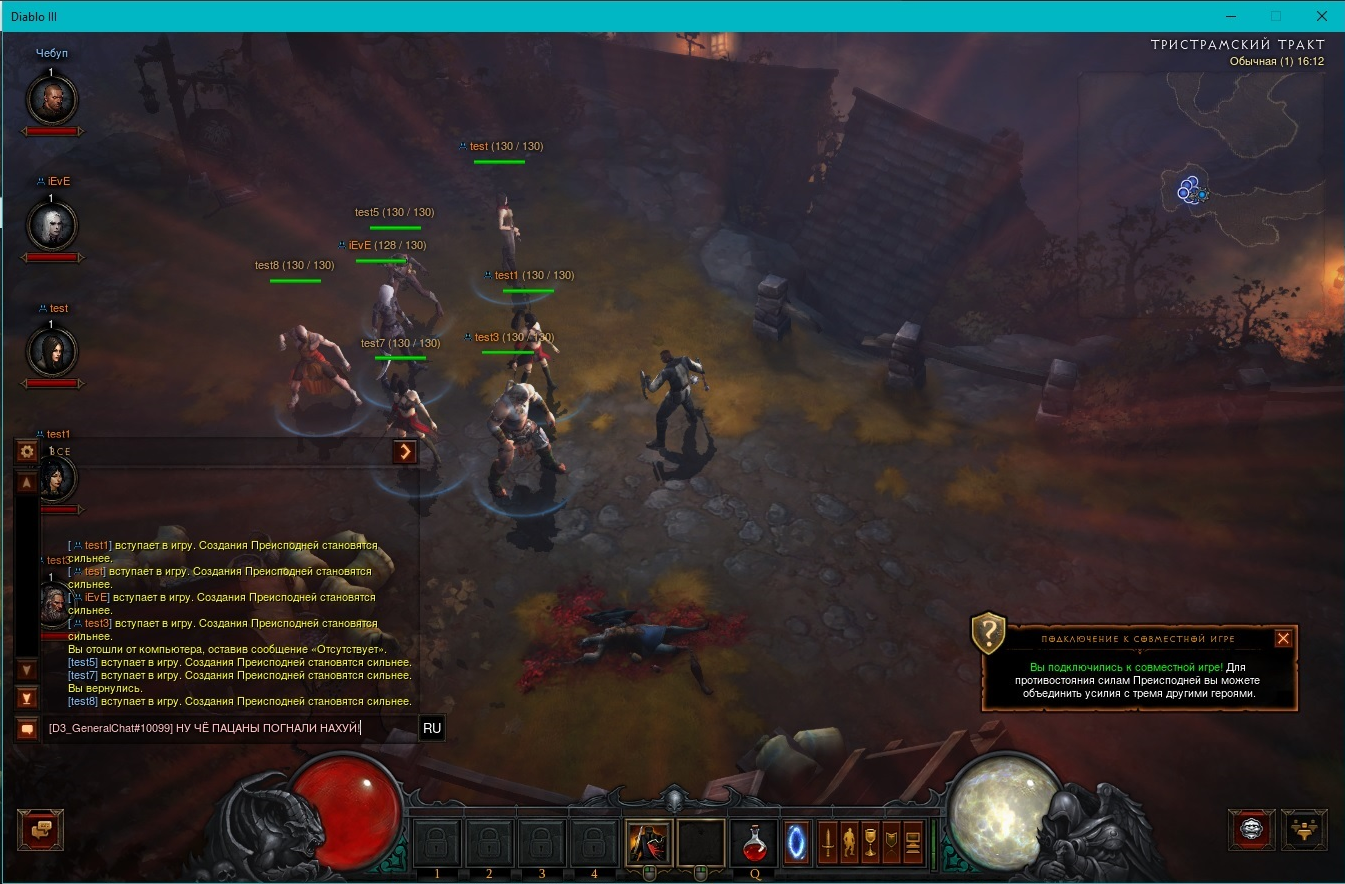 Diablo III
Чебуп
1
ТРИСТРАМСКИЙ ТРАКТ
Обычная (1) 16:12
iEvE
1
test
1
test1
test3
1
test (130 / 130)
test5 (130 / 130)
iEvE (128 / 130)
test8 (130 / 130)
test1 (130 / 130)
test3 (130 / 130)
test7 (130 / 130)
ВСЕ
[test1] вступает в игру. Создания Преисподней становятся
сильнее.
[test] вступает в игру. Создания Преисподней становятся
сильнее.
[iEvE] вступает в игру. Создания Преисподней становятся
сильнее.
[test3] вступает в игру. Создания Преисподней становятся
сильнее.
Вы отошли от компьютера, оставив сообщение «Отсутствует».
[test5] вступает в игру. Создания Преисподней становятся сильнее.
[test7] вступает в игру. Создания Преисподней становятся сильнее.
Вы вернулись.
[test8] вступает в игру. Создания Преисподней становятся сильнее.
[D3_GeneralChat#10099] НУ ЧЁ ПАЦАНЫ ПОГНАЛИ НАХУЙ!
RU
ПОДКЛЮЧЕНИЕ К СОВМЕСТНОЙ ИГРЕ
Вы подключились к совместной игре! Для
противостояния силам Преисподней вы можете
объединить усилия с тремя другими героями.
1
2
3
4
Q